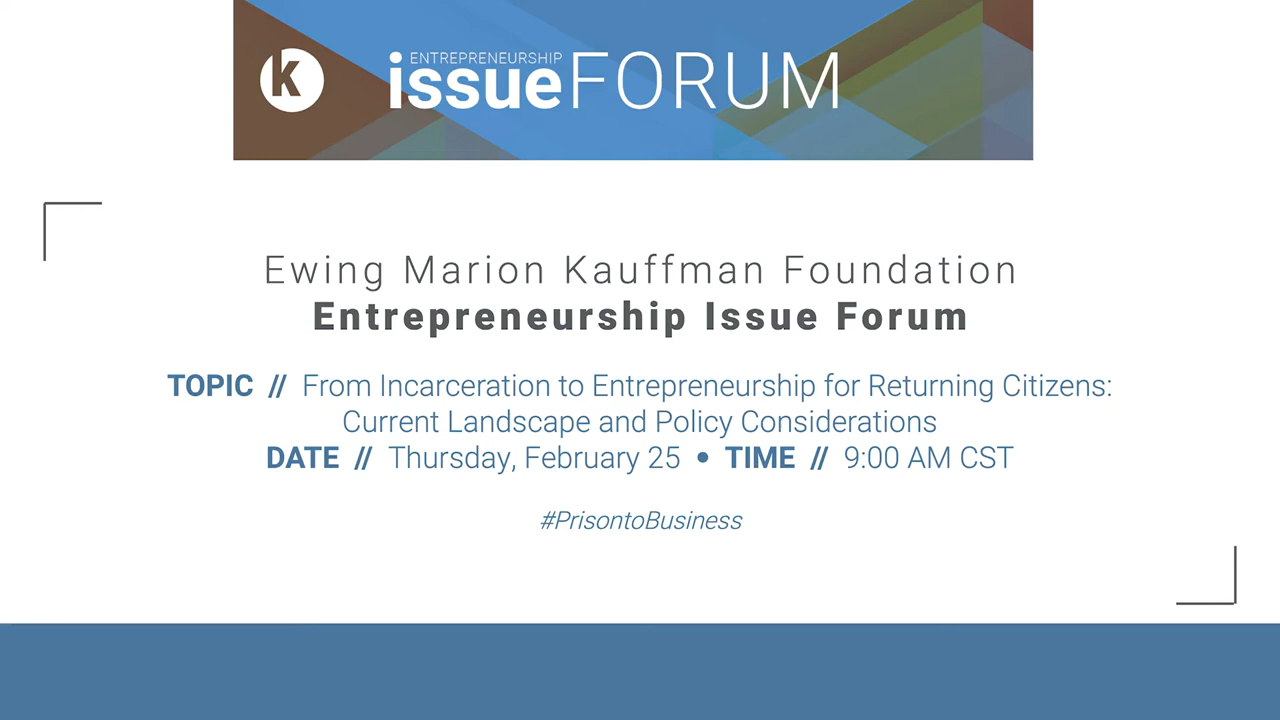 K
ENTREPRENEURSHIP
issueFORUM
Ewing Marion Kauffman Foundation
Entrepreneurship Issue Forum
TOPIC // From Incarceration to Entrepreneurship for Returning Citizens:
Current Landscape and Policy Considerations
DATE // Thursday, February 25 • TIME // 9:00 AM CST
#PrisontoBusiness